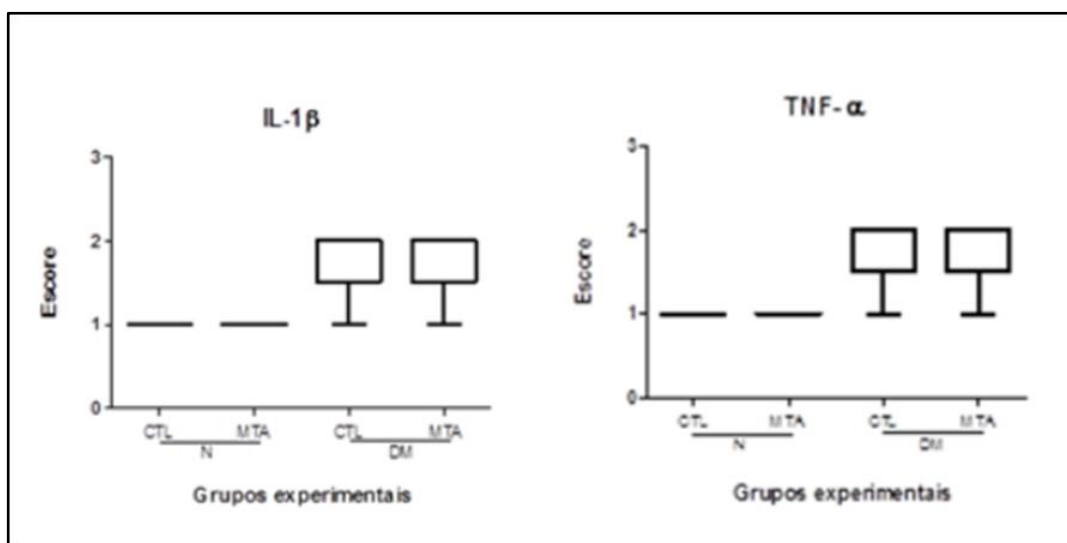 IL-1β
3
2
1
0
Escore
CTL MTA CTL MTA
N DM
Grupos experimentais
TNF-α
3
2
1
0
Escore
CTL MTA CTL MTA
N DM
Grupos experimentais